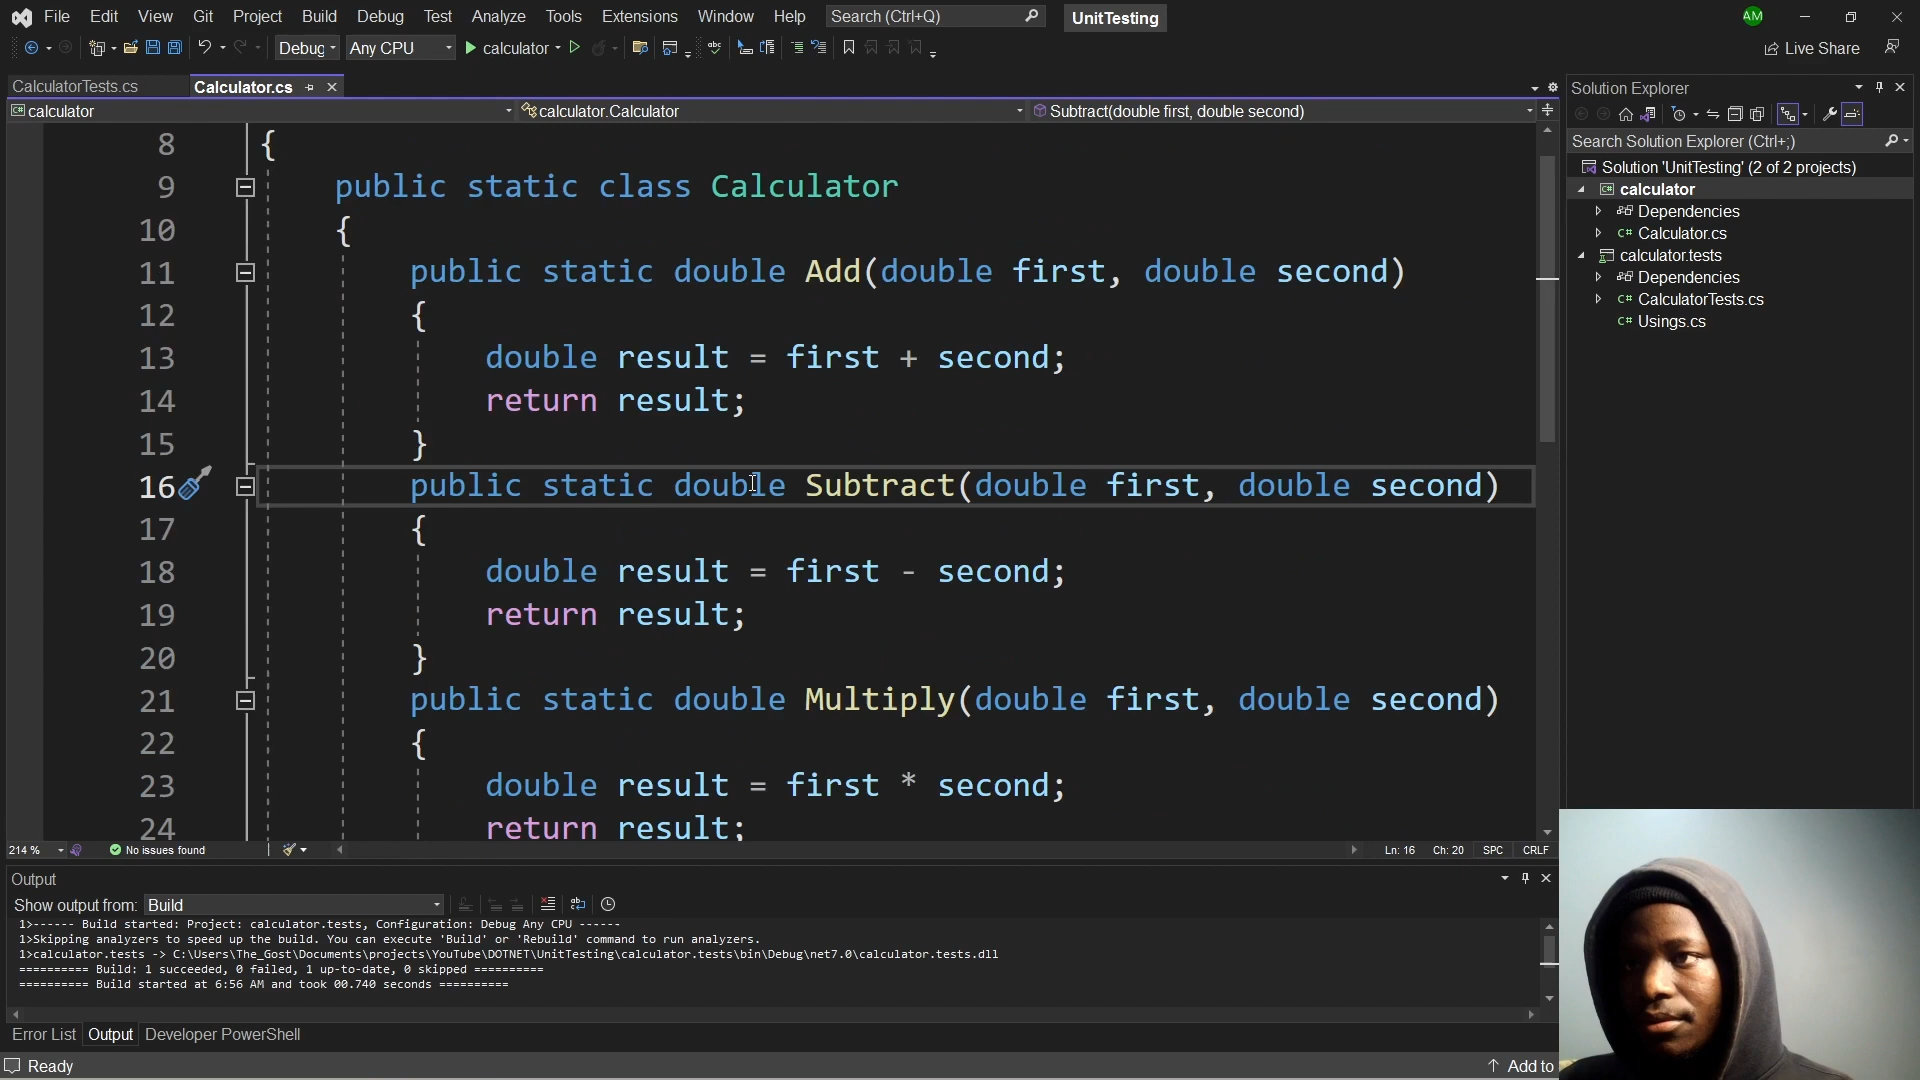 File Edit View Git Project Build Debug Test Analyze Tools Extensions Window Help Search (Ctrl+Q) UnitTesting AM
Debug Any CPU calculator Live Share
CalculatorTests.cs Calculator.cs
calculator calculator.Calculator Subtract(double first, double second)
8 {
9 public static class Calculator
10 {
11 public static double Add(double first, double second)
12 {
13 double result = first + second;
14 return result;
15 }
16 public static double Subtract(double first, double second)
17 {
18 double result = first - second;
19 return result;
20 }
21 public static double Multiply(double first, double second)
22 {
23 double result = first * second;
24 return result;
214 % No issues found Ln: 16 Ch: 20 SPC CRLF
Solution Explorer
Search Solution Explorer (Ctrl+;)
Solution 'UnitTesting' (2 of 2 projects)
calculator
Dependencies
C# Calculator.cs
calculator.tests
Dependencies
C# CalculatorTests.cs
C# Usings.cs
Output
Show output from: Build
1>------ Build started: Project: calculator.tests, Configuration: Debug Any CPU ------
1>Skipping analyzers to speed up the build. You can execute 'Build' or 'Rebuild' command to run analyzers.
1>calculator.tests -> C:\Users\The_Gost\Documents\projects\YouTube\DOTNET\UnitTesting\calculator.tests\bin\Debug\net7.0\calculator.tests.dll
========== Build: 1 succeeded, 0 failed, 1 up-to-date, 0 skipped ==========
========== Build started at 6:56 AM and took 00.740 seconds ==========
Error List Output Developer PowerShell
Ready Add to